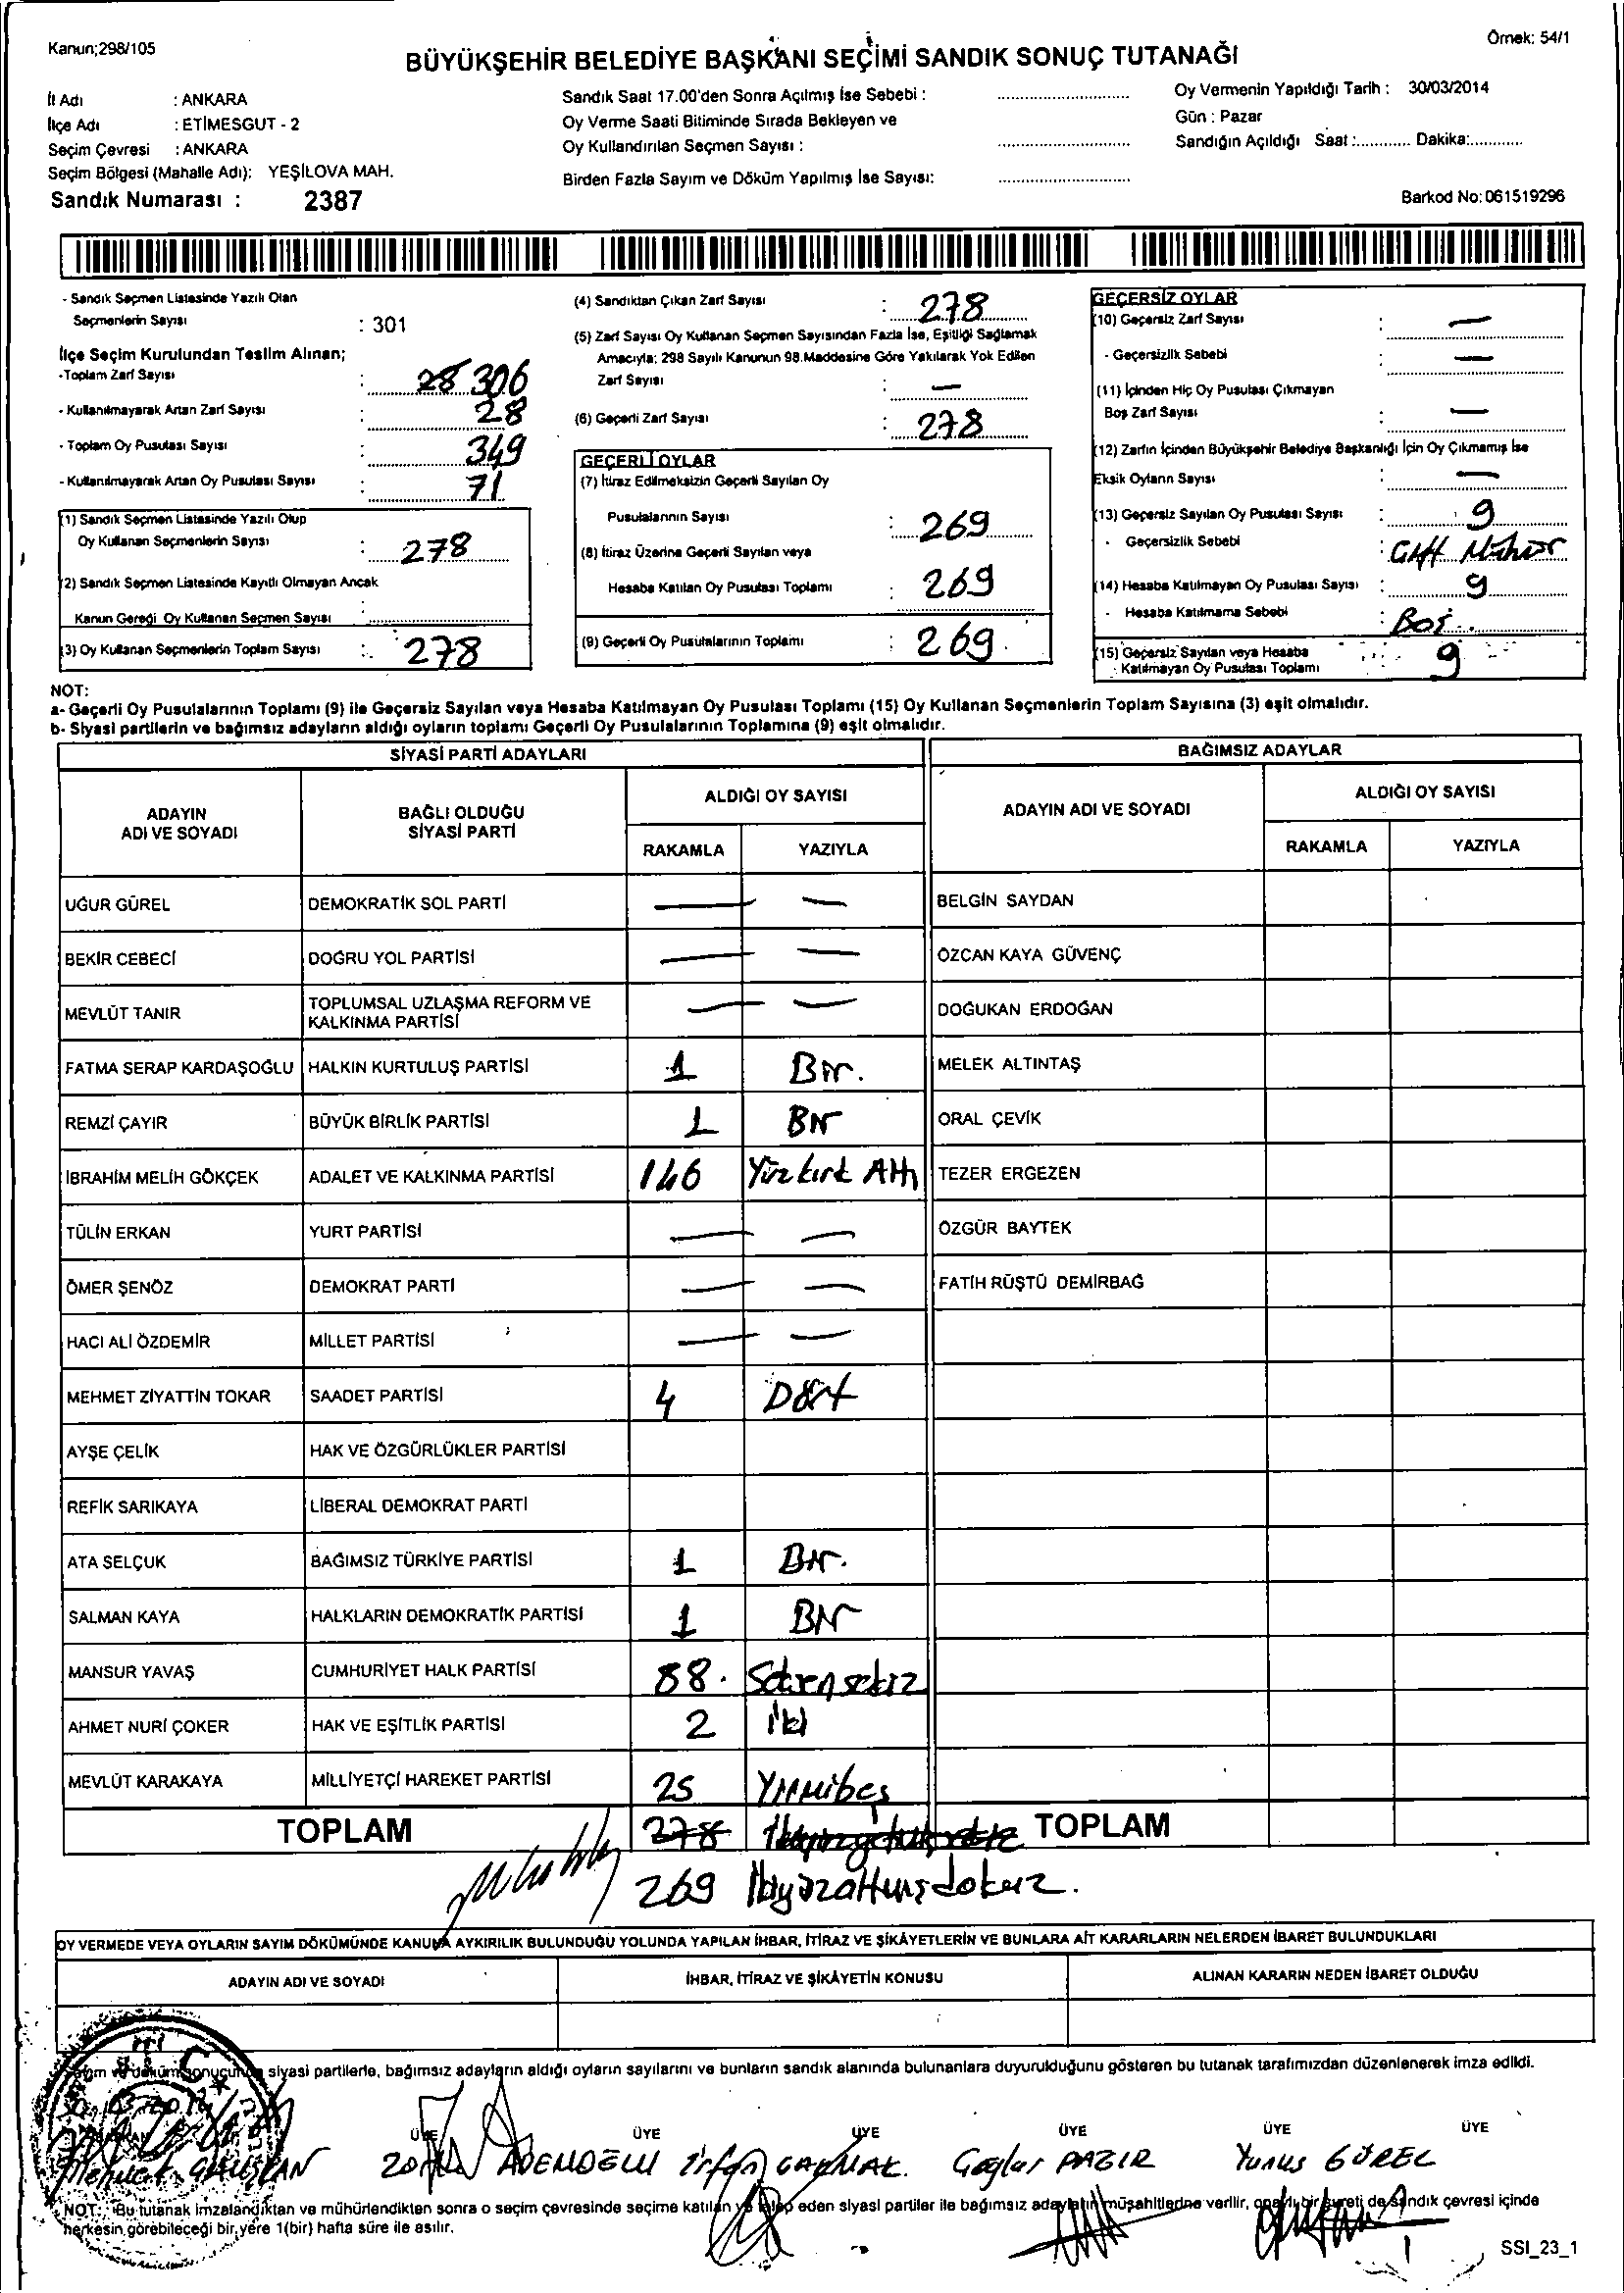 Kanun;298/105
Örnek: 54/1
BÜYÜKŞEHİR BELEDİYE BAŞKANI SEÇİMİ SANDIK SONUÇ TUTANAĞI
İl Adı : ANKARA
İlçe Adı : ETİMESGUT - 2
Seçim Çevresi : ANKARA
Seçim Bölgesi (Mahalle Adı): YEŞİLOVA MAH.
Sandık Numarası : 2387
Sandık Saat 17.00'den Sonra Açılmış İse Sebebi :
Oy Verme Saati Bitiminde Sırada Bekleyen ve
Oy Kullandırılan Seçmen Sayısı :
Birden Fazla Sayım ve Döküm Yapılmış İse Sayısı:
Oy Vermenin Yapıldığı Tarih : 30/03/2014
Gün : Pazar
Sandığın Açıldığı Saat :............ Dakika:............
Barkod No: 061519296
- Sandık Seçmen Listesinde Yazılı Olan
Seçmenlerin Sayısı : 301
İlçe Seçim Kurulundan Teslim Alınan;
-Toplam Zarf Sayısı : 28 306
- Kullanılmayarak Artan Zarf Sayısı : 28
- Toplam Oy Pusulası Sayısı : 349
- Kullanılmayarak Artan Oy Pusulası Sayısı : 71
(1) Sandık Seçmen Listesinde Yazılı Olup
Oy Kullanan Seçmenlerin Sayısı : 278
(2) Sandık Seçmen Listesinde Kayıtlı Olmayan Ancak
Kanun Gereği Oy Kullanan Seçmen Sayısı :
(3) Oy Kullanan Seçmenlerin Toplam Sayısı : 278
(4) Sandıktan Çıkan Zarf Sayısı : 278
(5) Zarf Sayısı Oy Kullanan Seçmen Sayısından Fazla İse, Eşitliği Sağlamak
Amacıyla; 298 Sayılı Kanunun 98.Maddesine Göre Yakılarak Yok Edilen
Zarf Sayısı : —
(6) Geçerli Zarf Sayısı : 278
GEÇERLİ OYLAR
(7) İtiraz Edilmeksizin Geçerli Sayılan Oy
Pusulalarının Sayısı : 269
(8) İtiraz Üzerine Geçerli Sayılan veya
Hesaba Katılan Oy Pusulası Toplamı : 269
(9) Geçerli Oy Pusulalarının Toplamı : 269
GEÇERSİZ OYLAR
(10) Geçersiz Zarf Sayısı : —
- Geçersizlik Sebebi : —
(11) İçinden Hiç Oy Pusulası Çıkmayan
Boş Zarf Sayısı : —
(12) Zarfın İçinden Büyükşehir Belediye Başkanlığı İçin Oy Çıkmamış İse
Eksik Oyların Sayısı : —
(13) Geçersiz Sayılan Oy Pusulası Sayısı : 9
- Geçersizlik Sebebi : Çift Mühür
(14) Hesaba Katılmayan Oy Pusulası Sayısı : 9
- Hesaba Katılmama Sebebi : Boş
(15) Geçersiz Sayılan veya Hesaba
Katılmayan Oy Pusulası Toplamı : 9
NOT:
a- Geçerli Oy Pusulalarının Toplamı (9) ile Geçersiz Sayılan veya Hesaba Katılmayan Oy Pusulası Toplamı (15) Oy Kullanan Seçmenlerin Toplam Sayısına (3) eşit olmalıdır.
b- Siyasi partilerin ve bağımsız adayların aldığı oyların toplamı Geçerli Oy Pusulalarının Toplamına (9) eşit olmalıdır.
SİYASİ PARTİ ADAYLARI
BAĞIMSIZ ADAYLAR
ADAYIN ADI VE SOYADI
BAĞLI OLDUĞU SİYASİ PARTİ
ALDIĞI OY SAYISI
RAKAMLA YAZIYLA
ADAYIN ADI VE SOYADI
ALDIĞI OY SAYISI
RAKAMLA YAZIYLA
UĞUR GÜREL DEMOKRATİK SOL PARTİ — — BELGİN SAYDAN
BEKİR CEBECİ DOĞRU YOL PARTİSİ — — ÖZCAN KAYA GÜVENÇ
MEVLÜT TANIR TOPLUMSAL UZLAŞMA REFORM VE KALKINMA PARTİSİ — — DOĞUKAN ERDOĞAN
FATMA SERAP KARDAŞOĞLU HALKIN KURTULUŞ PARTİSİ 1 Bir. MELEK ALTINTAŞ
REMZİ ÇAYIR BÜYÜK BİRLİK PARTİSİ 1 Bir ORAL ÇEVİK
İBRAHİM MELİH GÖKÇEK ADALET VE KALKINMA PARTİSİ 146 Yüz kırk Altı TEZER ERGEZEN
TÜLİN ERKAN YURT PARTİSİ — — ÖZGÜR BAYTEK
ÖMER ŞENÖZ DEMOKRAT PARTİ — — FATİH RÜŞTÜ DEMİRBAĞ
HACI ALİ ÖZDEMİR MİLLET PARTİSİ — —
MEHMET ZİYATTİN TOKAR SAADET PARTİSİ 4 Dört
AYŞE ÇELİK HAK VE ÖZGÜRLÜKLER PARTİSİ
REFİK SARIKAYA LİBERAL DEMOKRAT PARTİ
ATA SELÇUK BAĞIMSIZ TÜRKİYE PARTİSİ 1 Bir.
SALMAN KAYA HALKLARIN DEMOKRATİK PARTİSİ 1 Bir
MANSUR YAVAŞ CUMHURİYET HALK PARTİSİ 88. Seksensekiz
AHMET NURİ ÇOKER HAK VE EŞİTLİK PARTİSİ 2 İki
MEVLÜT KARAKAYA MİLLİYETÇİ HAREKET PARTİSİ 25 Yirmibeş
TOPLAM 278 TOPLAM
269 İkiyüzaltmışdokuz.
OY VERMEDE VEYA OYLARIN SAYIM DÖKÜMÜNDE KANUNA AYKIRILIK BULUNDUĞU YOLUNDA YAPILAN İHBAR, İTİRAZ VE ŞİKÂYETLERİN VE BUNLARA AİT KARARLARIN NELERDEN İBARET BULUNDUKLARI
ADAYIN ADI VE SOYADI İHBAR, İTİRAZ VE ŞİKÂYETİN KONUSU ALINAN KARARIN NEDEN İBARET OLDUĞU
T.C.
Sayım ve döküm sonucunda siyasi partilerle, bağımsız adayların aldığı oyların sayılarını ve bunların sandık alanında bulunanlara duyurulduğunu gösteren bu tutanak tarafımızdan düzenlenerek imza edildi.
BAŞKAN ÜYE ÜYE ÜYE ÜYE ÜYE ÜYE
İrfan Çağlar PAZIR Yunus GÜREL
NOT: Bu tutanak imzalandıktan ve mühürlendikten sonra o seçim çevresinde seçime katılan ve talep eden siyasi partiler ile bağımsız adayların müşahitlerine verilir, onaylı bir sureti de sandık çevresi içinde
herkesin görebileceği bir yere 1(bir) hafta süre ile asılır.
SSI_23_1